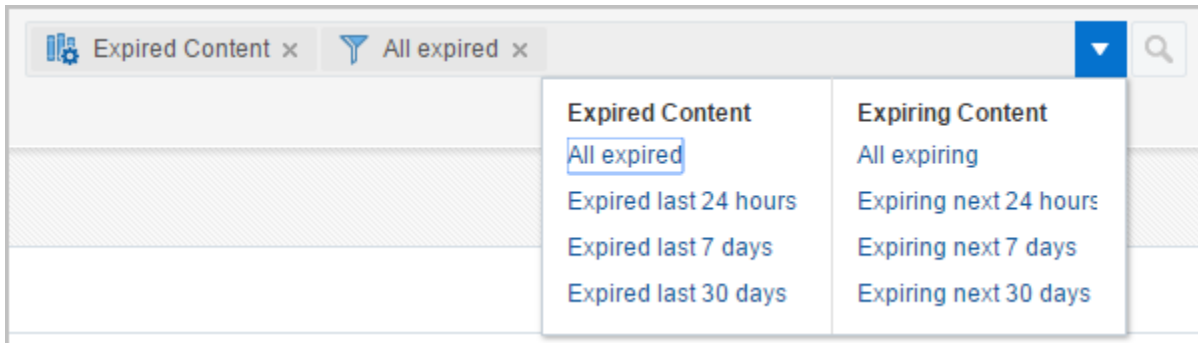 Expired Content × All expired ×
Expired Content
All expired
Expired last 24 hours
Expired last 7 days
Expired last 30 days
Expiring Content
All expiring
Expiring next 24 hours
Expiring next 7 days
Expiring next 30 days